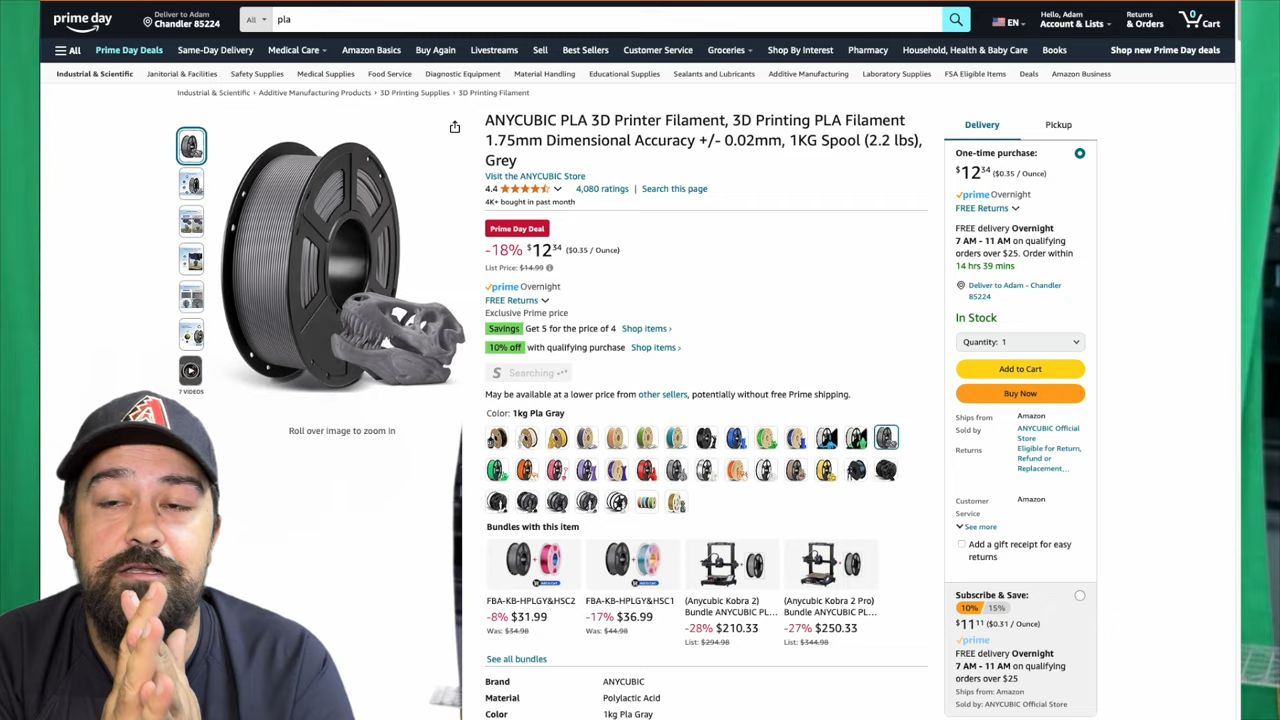 prime day
Deliver to Adam
Chandler 85224
All
pla
EN
Hello, Adam
Account & Lists
Returns
& Orders
0
Cart
All
Prime Day Deals
Same-Day Delivery
Medical Care
Amazon Basics
Buy Again
Livestreams
Sell
Best Sellers
Customer Service
Groceries
Shop By Interest
Pharmacy
Household, Health & Baby Care
Books
Shop new Prime Day deals
Industrial & Scientific
Janitorial & Facilities
Safety Supplies
Medical Supplies
Food Service
Diagnostic Equipment
Material Handling
Educational Supplies
Sealants and Lubricants
Additive Manufacturing
Laboratory Supplies
FSA Eligible Items
Deals
Amazon Business
Industrial & Scientific › Additive Manufacturing Products › 3D Printing Supplies › 3D Printing Filament
7 VIDEOS
Roll over image to zoom in
ANYCUBIC PLA 3D Printer Filament, 3D Printing PLA Filament
1.75mm Dimensional Accuracy +/- 0.02mm, 1KG Spool (2.2 lbs),
Grey
Visit the ANYCUBIC Store
4.4 4,080 ratings | Search this page
4K+ bought in past month
Prime Day Deal
-18% $12.34 ($0.35 / Ounce)
List Price: $14.99
prime Overnight
FREE Returns
Exclusive Prime price
Savings Get 5 for the price of 4 Shop items ›
10% off with qualifying purchase Shop items ›
S Searching
May be available at a lower price from other sellers, potentially without free Prime shipping.
Color: 1kg Pla Gray
Bundles with this item
FBA-KB-HPLGY&HSC2
-8% $31.99
Was: $34.98
FBA-KB-HPLGY&HSC1
-17% $36.99
Was: $44.98
(Anycubic Kobra 2)
Bundle ANYCUBIC PL...
-28% $210.33
List: $294.98
(Anycubic Kobra 2 Pro)
Bundle ANYCUBIC PL...
-27% $250.33
List: $344.98
See all bundles
Brand ANYCUBIC
Material Polylactic Acid
Color 1kg Pla Gray
Delivery
Pickup
One-time purchase:
$12.34 ($0.35 / Ounce)
prime Overnight
FREE Returns
FREE delivery Overnight
7 AM - 11 AM on qualifying
orders over $25. Order within
14 hrs 39 mins
Deliver to Adam - Chandler
85224
In Stock
Quantity: 1
Add to Cart
Buy Now
Ships from Amazon
Sold by ANYCUBIC Official
Store
Returns Eligible for Return,
Refund or
Replacement...
Customer
Service
Amazon
See more
Add a gift receipt for easy
returns
Subscribe & Save:
10% 15%
$11.11 ($0.31 / Ounce)
prime
FREE delivery Overnight
7 AM - 11 AM on qualifying
orders over $25
Ships from: Amazon
Sold by: ANYCUBIC Official Store